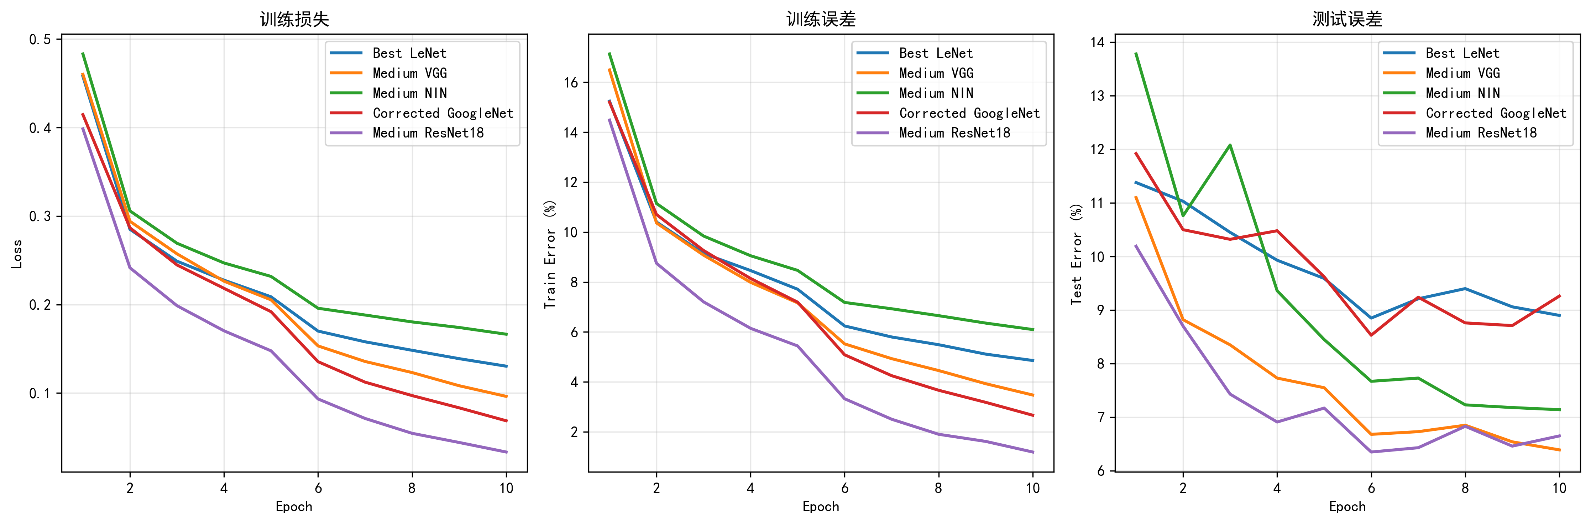 训练损失
Loss
0.5
0.4
0.3
0.2
0.1
2 4 6 8 10
Epoch
Best LeNet
Medium VGG
Medium NIN
Corrected GoogleNet
Medium ResNet18
训练误差
Train Error (%)
16
14
12
10
8
6
4
2
2 4 6 8 10
Epoch
Best LeNet
Medium VGG
Medium NIN
Corrected GoogleNet
Medium ResNet18
测试误差
Test Error (%)
14
13
12
11
10
9
8
7
6
2 4 6 8 10
Epoch
Best LeNet
Medium VGG
Medium NIN
Corrected GoogleNet
Medium ResNet18